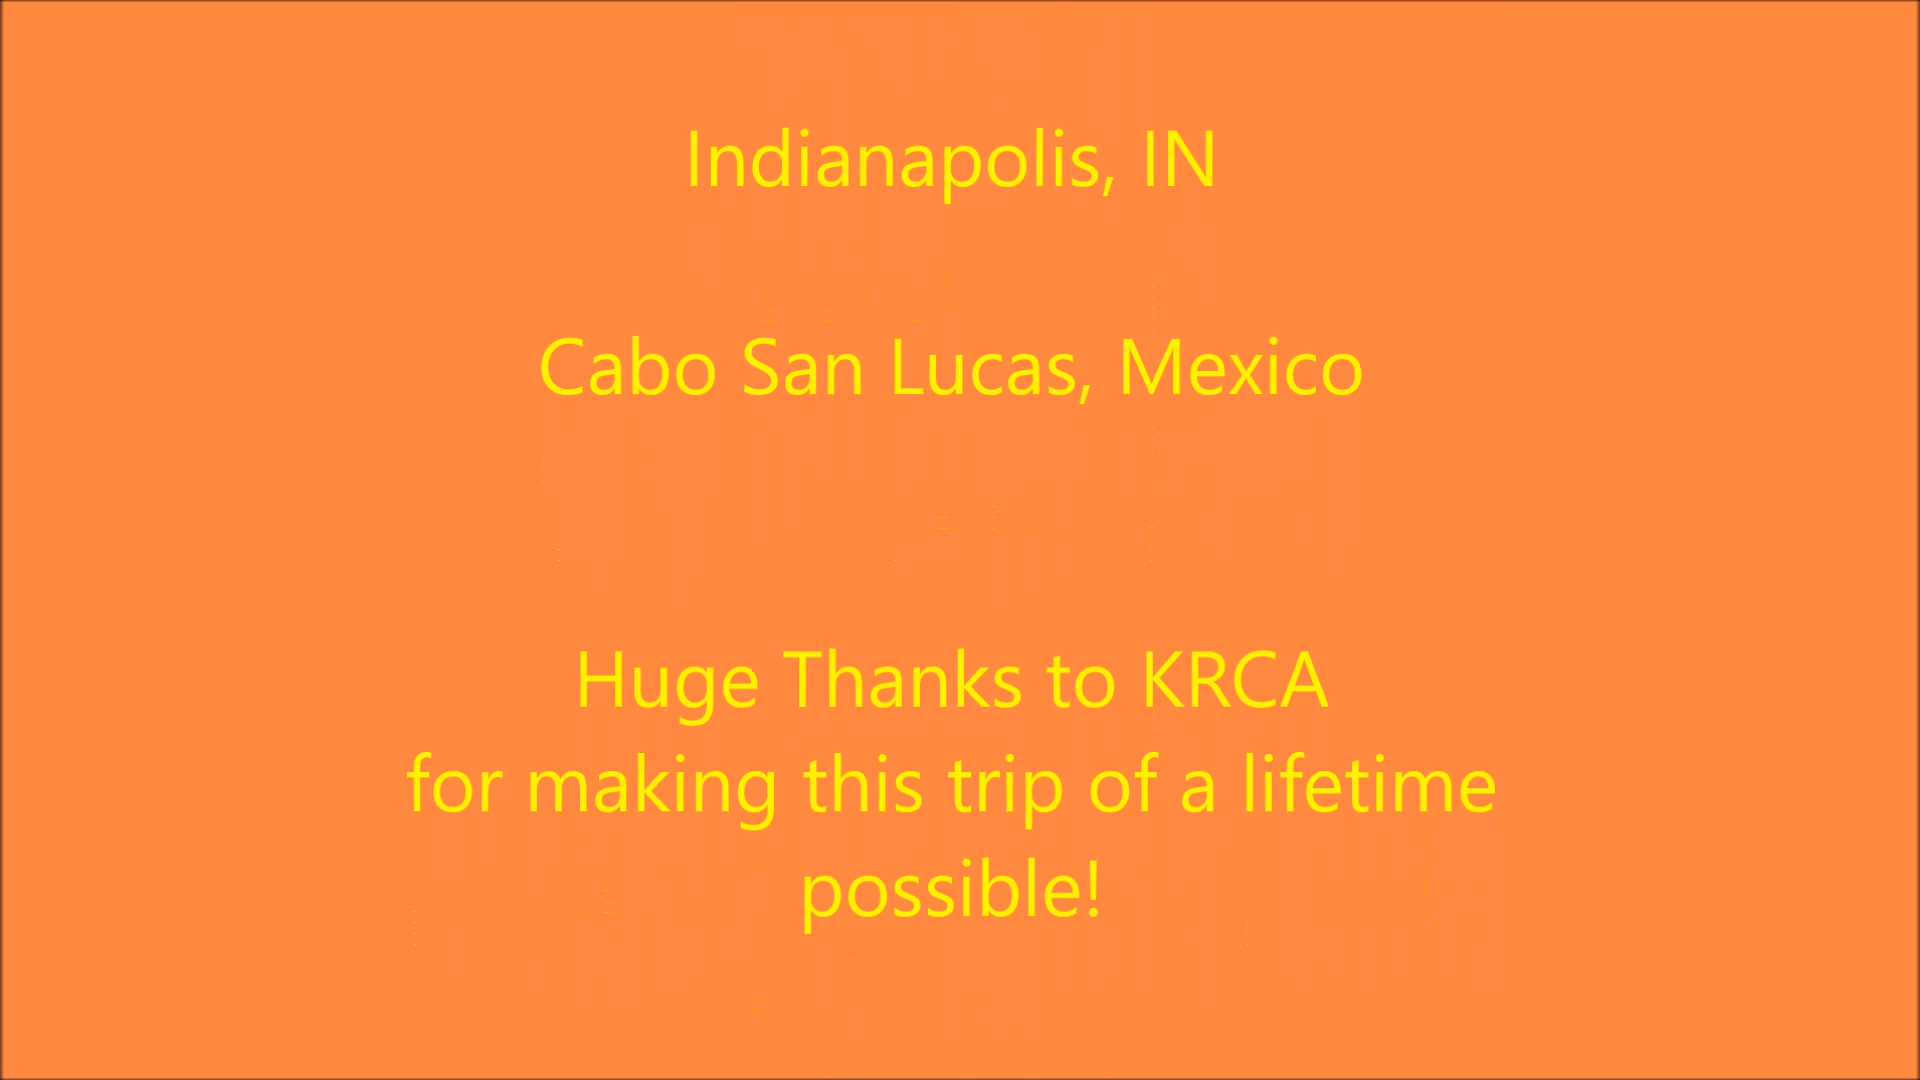 Indianapolis, IN
Cabo San Lucas, Mexico
Huge Thanks to KRCA
for making this trip of a lifetime
possible!